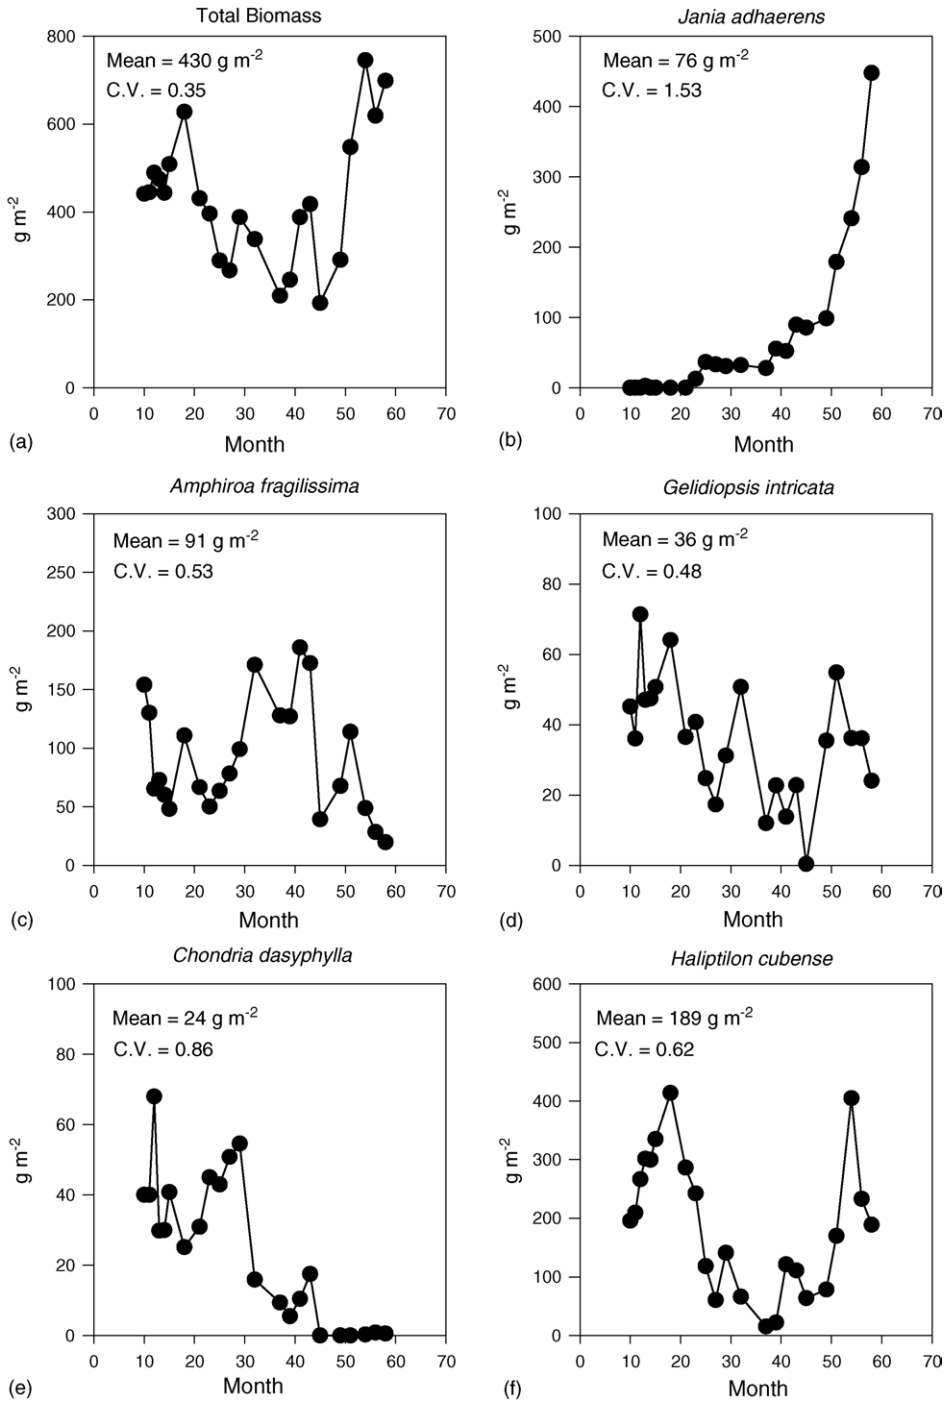 Total Biomass
Mean = 430 g m-2
C.V. = 0.35
800
600
400
200
0
g m-2
0 10 20 30 40 50 60 70
Month
(a)
Jania adhaerens
Mean = 76 g m-2
C.V. = 1.53
500
400
300
200
100
0
g m-2
0 10 20 30 40 50 60 70
Month
(b)
Amphiroa fragilissima
Mean = 91 g m-2
C.V. = 0.53
300
250
200
150
100
50
0
g m-2
0 10 20 30 40 50 60 70
Month
(c)
Gelidiopsis intricata
Mean = 36 g m-2
C.V. = 0.48
100
80
60
40
20
0
g m-2
0 10 20 30 40 50 60 70
Month
(d)
Chondria dasyphylla
Mean = 24 g m-2
C.V. = 0.86
100
80
60
40
20
0
g m-2
0 10 20 30 40 50 60 70
Month
(e)
Haliptilon cubense
Mean = 189 g m-2
C.V. = 0.62
600
500
400
300
200
100
0
g m-2
0 10 20 30 40 50 60 70
Month
(f)